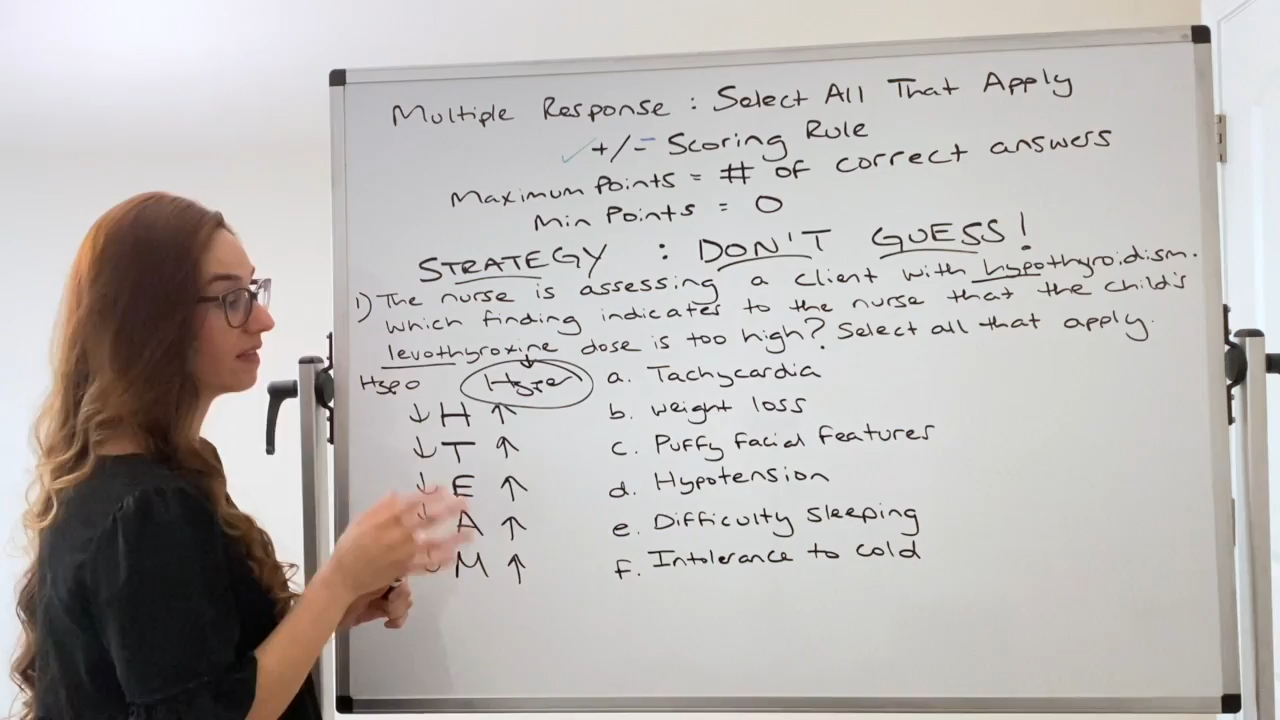 Multiple Response : Select All That Apply
✓ +/- Scoring Rule
Maximum Points = # of correct answers
Min Points = 0
STRATEGY : DON'T GUESS!
1) The nurse is assessing a client with hypothyroidism.
which finding indicates to the nurse that the child's
levothyroxine dose is too high? Select all that apply.
Hypo Hyper a. Tachycardia
↓ H ↑ b. weight loss
↓ T ↑ c. Puffy facial features
↓ E ↑ d. Hypotension
↓ A ↑ e. Difficulty sleeping
↓ M ↑ f. Intolerance to cold